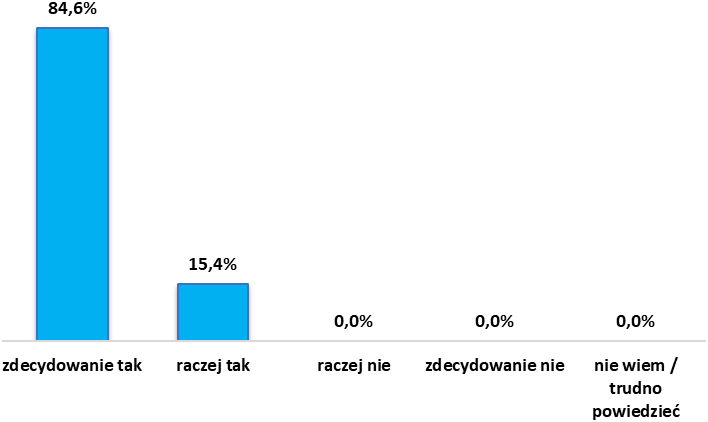 84,6%
15,4%
0,0%
0,0%
0,0%
zdecydowanie tak
raczej tak
raczej nie
zdecydowanie nie
nie wiem /
trudno
powiedzieć